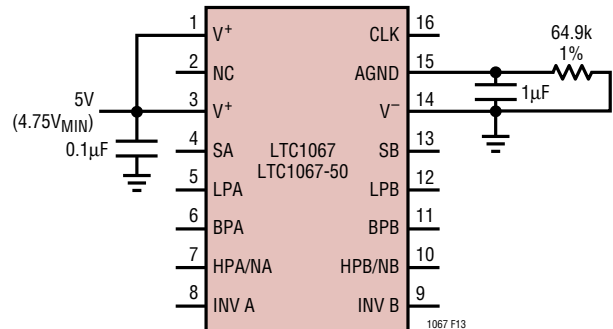 1 V+ CLK 16
64.9k
1%
2 NC AGND 15
5V
(4.75VMIN)
3 V+ V– 14
1µF
0.1µF
4 SA LTC1067 SB 13
LTC1067-50
5 LPA LPB 12
6 BPA BPB 11
7 HPA/NA HPB/NB 10
8 INV A INV B 9
1067 F13